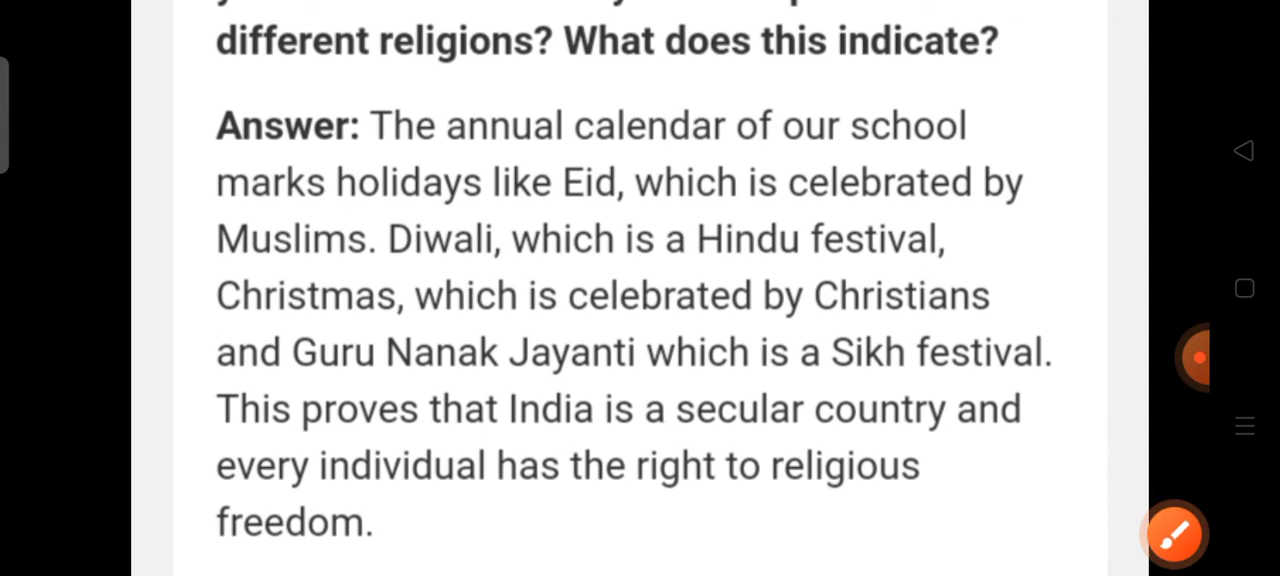 different religions? What does this indicate?
Answer: The annual calendar of our school
marks holidays like Eid, which is celebrated by
Muslims. Diwali, which is a Hindu festival,
Christmas, which is celebrated by Christians
and Guru Nanak Jayanti which is a Sikh festival.
This proves that India is a secular country and
every individual has the right to religious
freedom.